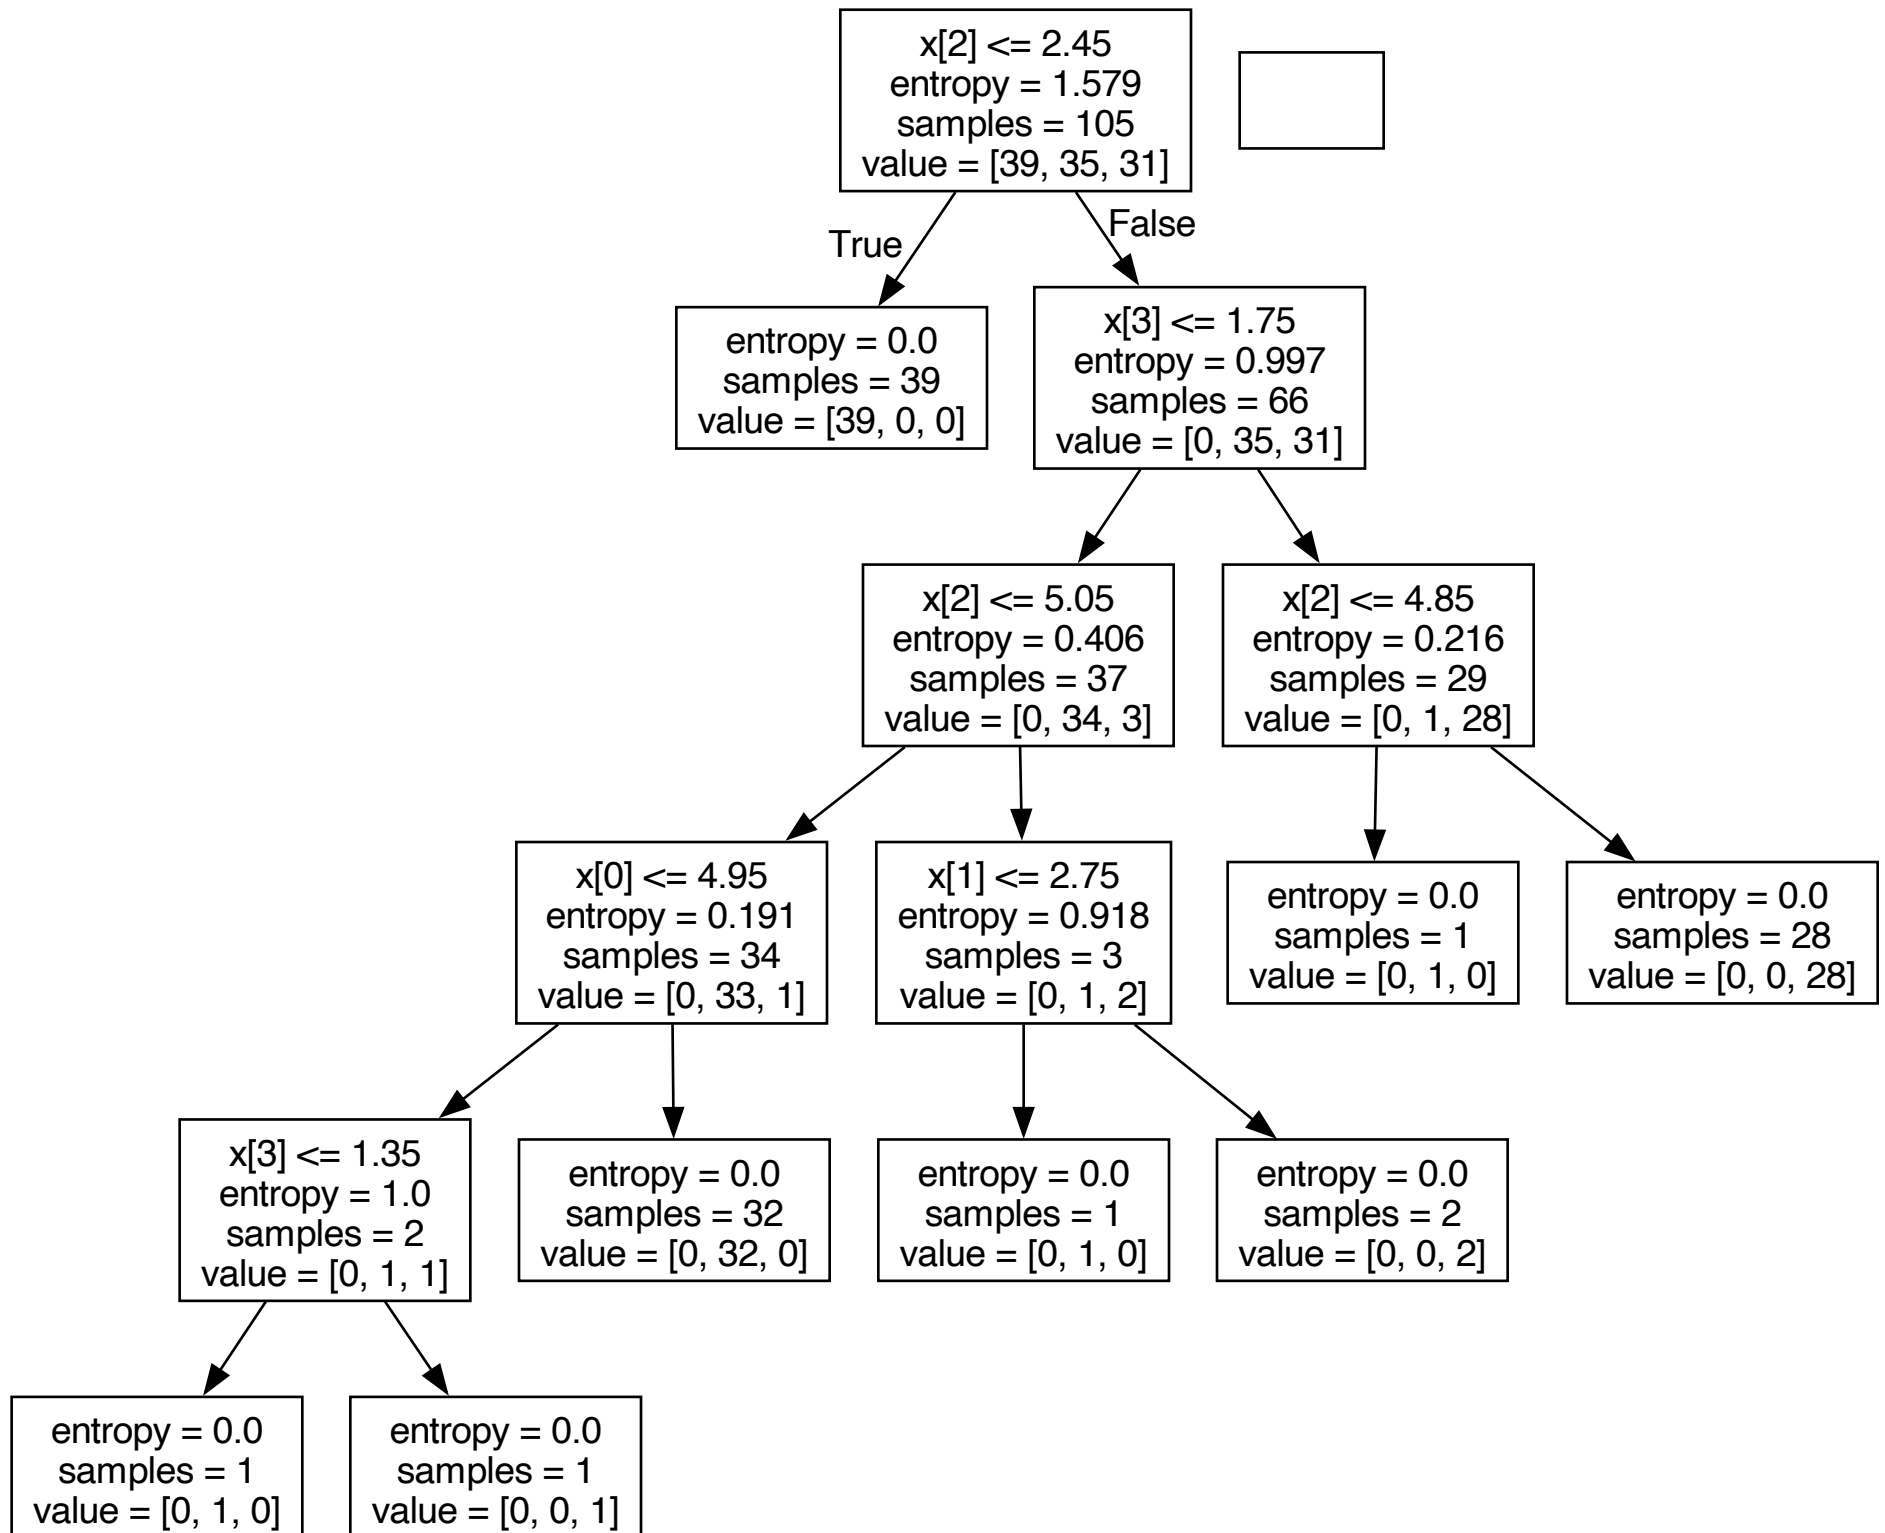 x[2] <= 2.45
entropy = 1.579
samples = 105
value = [39, 35, 31]
True
False
entropy = 0.0
samples = 39
value = [39, 0, 0]
x[3] <= 1.75
entropy = 0.997
samples = 66
value = [0, 35, 31]
x[2] <= 5.05
entropy = 0.406
samples = 37
value = [0, 34, 3]
x[2] <= 4.85
entropy = 0.216
samples = 29
value = [0, 1, 28]
x[0] <= 4.95
entropy = 0.191
samples = 34
value = [0, 33, 1]
x[1] <= 2.75
entropy = 0.918
samples = 3
value = [0, 1, 2]
entropy = 0.0
samples = 1
value = [0, 1, 0]
entropy = 0.0
samples = 28
value = [0, 0, 28]
x[3] <= 1.35
entropy = 1.0
samples = 2
value = [0, 1, 1]
entropy = 0.0
samples = 32
value = [0, 32, 0]
entropy = 0.0
samples = 1
value = [0, 1, 0]
entropy = 0.0
samples = 2
value = [0, 0, 2]
entropy = 0.0
samples = 1
value = [0, 1, 0]
entropy = 0.0
samples = 1
value = [0, 0, 1]